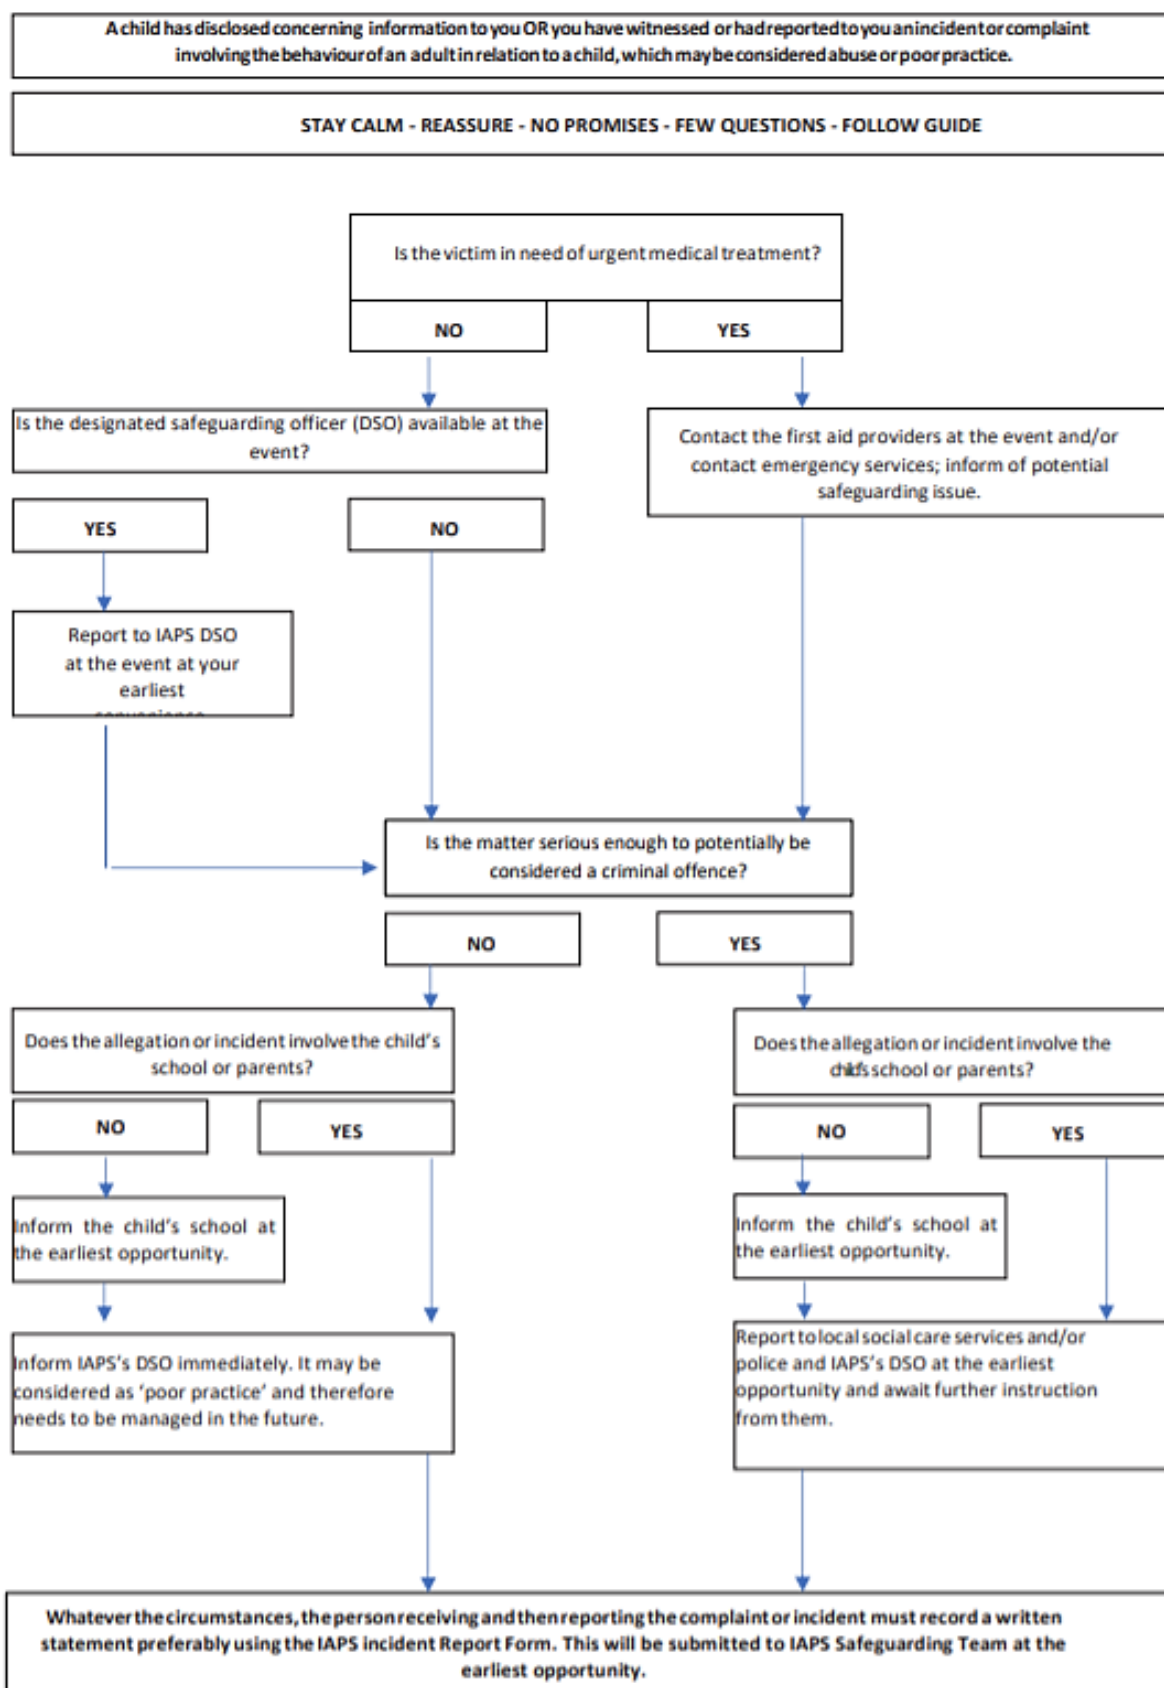 A child has disclosed concerning information to you OR you have witnessed or had reported to you an incident or complaint
involving the behaviour of an adult in relation to a child, which may be considered abuse or poor practice.
STAY CALM - REASSURE - NO PROMISES - FEW QUESTIONS - FOLLOW GUIDE
Is the victim in need of urgent medical treatment?
NO
YES
Is the designated safeguarding officer (DSO) available at the
event?
Contact the first aid providers at the event and/or
contact emergency services; inform of potential
safeguarding issue.
YES
NO
Report to IAPS DSO
at the event at your
earliest
convenience
Is the matter serious enough to potentially be
considered a criminal offence?
NO
YES
Does the allegation or incident involve the child's
school or parents?
Does the allegation or incident involve the
child's school or parents?
NO
YES
NO
YES
Inform the child's school at
the earliest opportunity.
Inform the child's school at
the earliest opportunity.
Inform IAPS's DSO immediately. It may be
considered as 'poor practice' and therefore
needs to be managed in the future.
Report to local social care services and/or
police and IAPS's DSO at the earliest
opportunity and await further instruction
from them.
Whatever the circumstances, the person receiving and then reporting the complaint or incident must record a written
statement preferably using the IAPS incident Report Form. This will be submitted to IAPS Safeguarding Team at the
earliest opportunity.